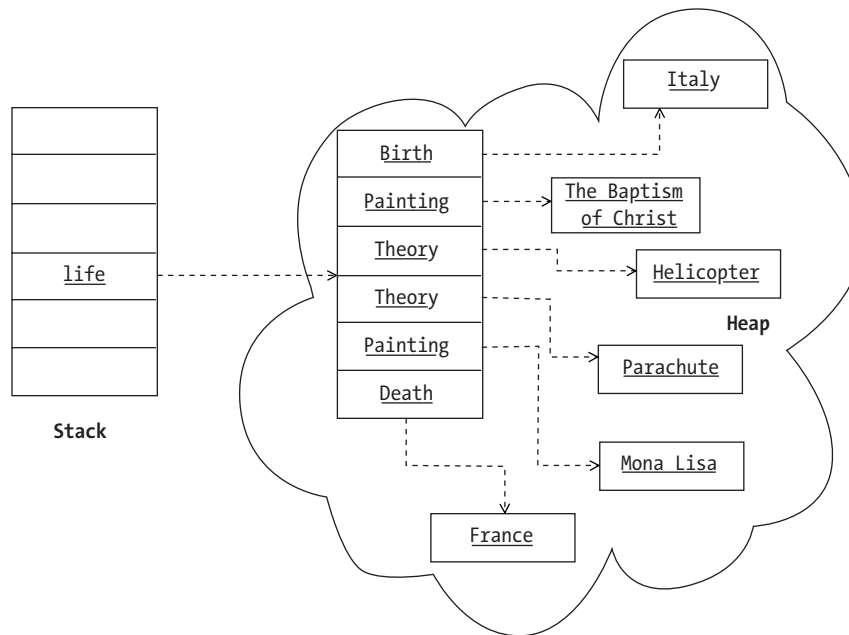 Italy
Birth
Painting
The Baptism
of Christ
Theory
life
Helicopter
Theory
Heap
Painting
Parachute
Death
Stack
Mona Lisa
France